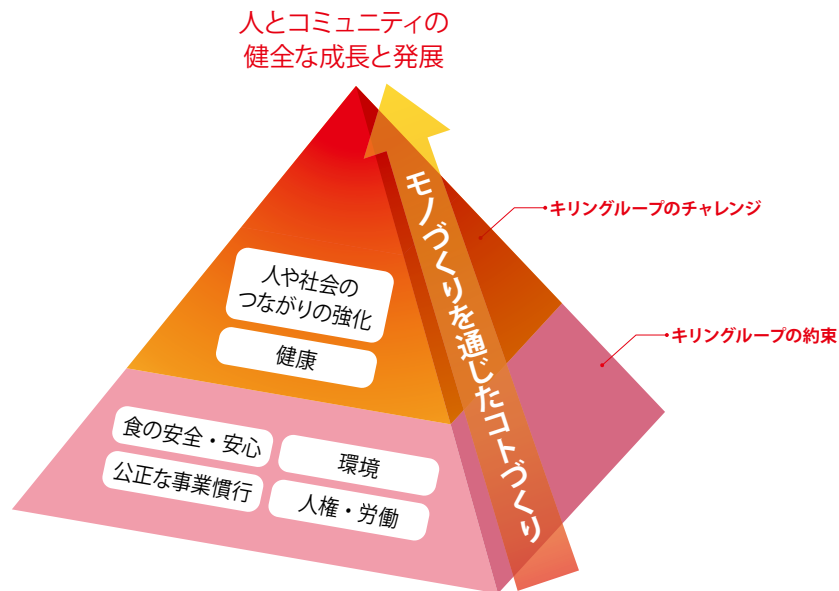 人とコミュニティの
健全な成長と発展
モノづくりを通じたコトづくり
キリングループのチャレンジ
人や社会の
つながりの強化
健康
キリングループの約束
食の安全・安心
環境
公正な事業慣行
人権・労働